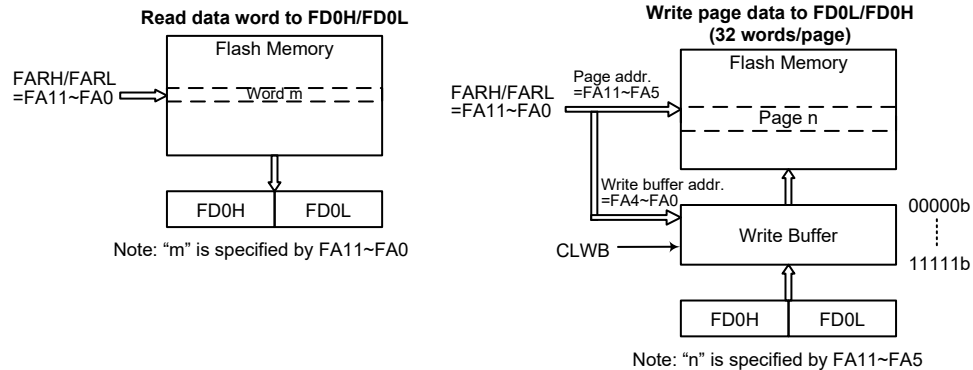 Read data word to FD0H/FD0L
Flash Memory
FARH/FARL
=FA11~FA0
Word m
FD0H
FD0L
Note: “m” is specified by FA11~FA0
Write page data to FD0L/FD0H
(32 words/page)
Flash Memory
Page addr.
=FA11~FA5
FARH/FARL
=FA11~FA0
Page n
Write buffer addr.
=FA4~FA0
CLWB
Write Buffer
00000b
11111b
FD0H
FD0L
Note: “n” is specified by FA11~FA5